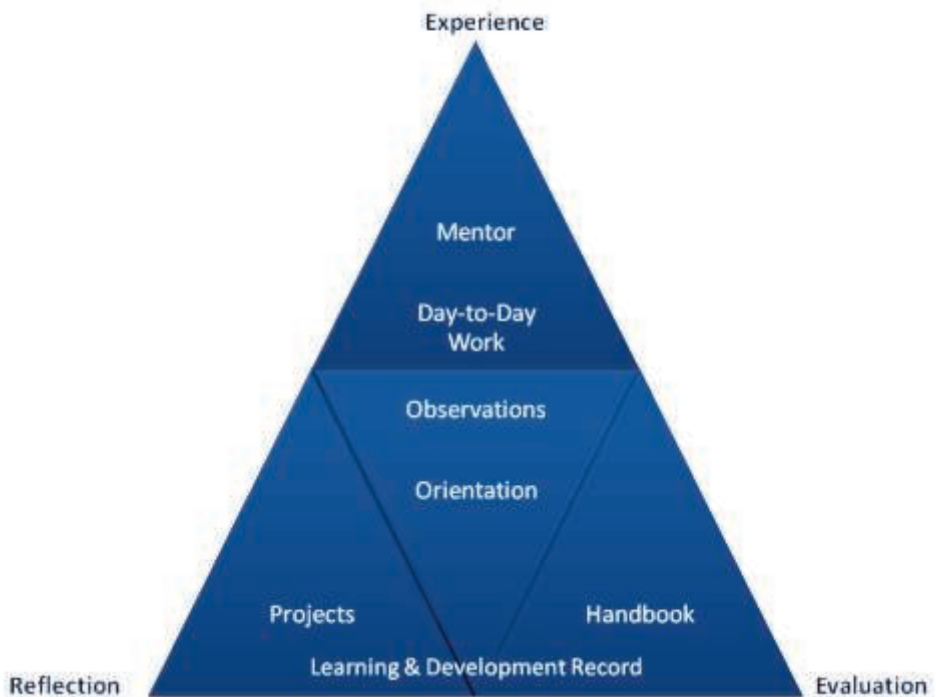 Experience
Mentor
Day-to-Day
Work
Observations
Orientation
Projects
Handbook
Learning & Development Record
Reflection
Evaluation